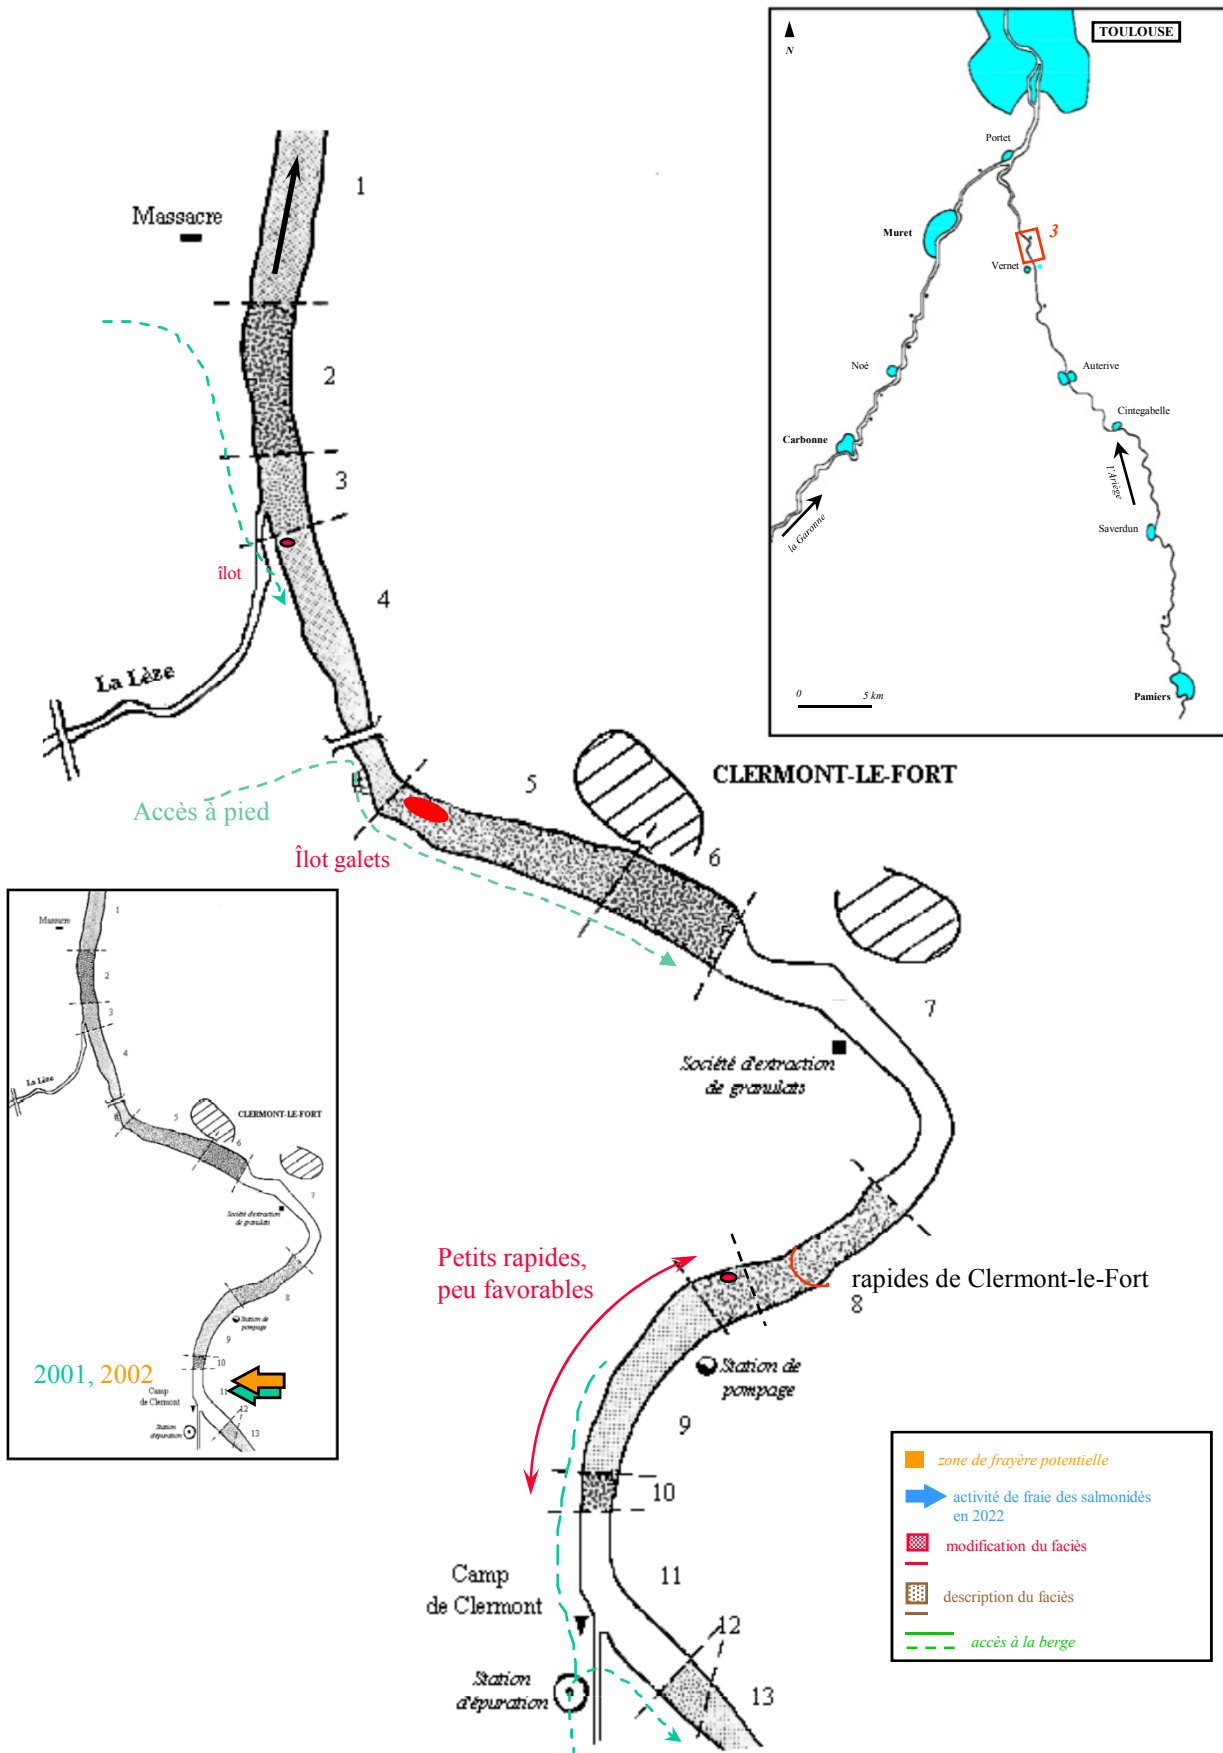 TOULOUSE
N
Portet
Muret
3
Vernet
Noé
Auterive
Cintegabelle
Carbonne
l'Ariège
la Garonne
Saverdun
0 5 km
Pamiers
1
Massacre
2
3
îlot
4
La Lèze
5
CLERMONT-LE-FORT
Accès à pied
6
Îlot galets
7
Société d'extraction
de granulats
Petits rapides,
peu favorables
rapides de Clermont-le-Fort
8
Station de
pompage
9
10
11
Camp
de Clermont
12
Station
d'épuration
13
1
Massacre
2
3
4
La Lèze
5
CLERMONT-LE-FORT
6
7
Société d'extraction
de granulats
8
Station de
pompage
9
10
2001, 2002
11
Camp
de Clermont
12
Station
d'épuration
13
zone de frayère potentielle
activité de fraie des salmonidés
en 2022
modification du faciès
description du faciès
accès à la berge